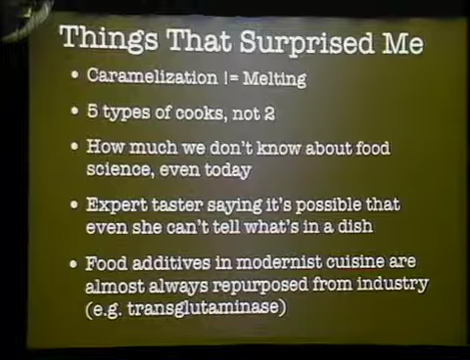 Things That Surprised Me
• Caramelization != Melting
• 5 types of cooks, not 2
• How much we don't know about food
science, even today
• Expert taster saying it's possible that
even she can't tell what's in a dish
• Food additives in modernist cuisine are
almost always repurposed from industry
(e.g. transglutaminase)